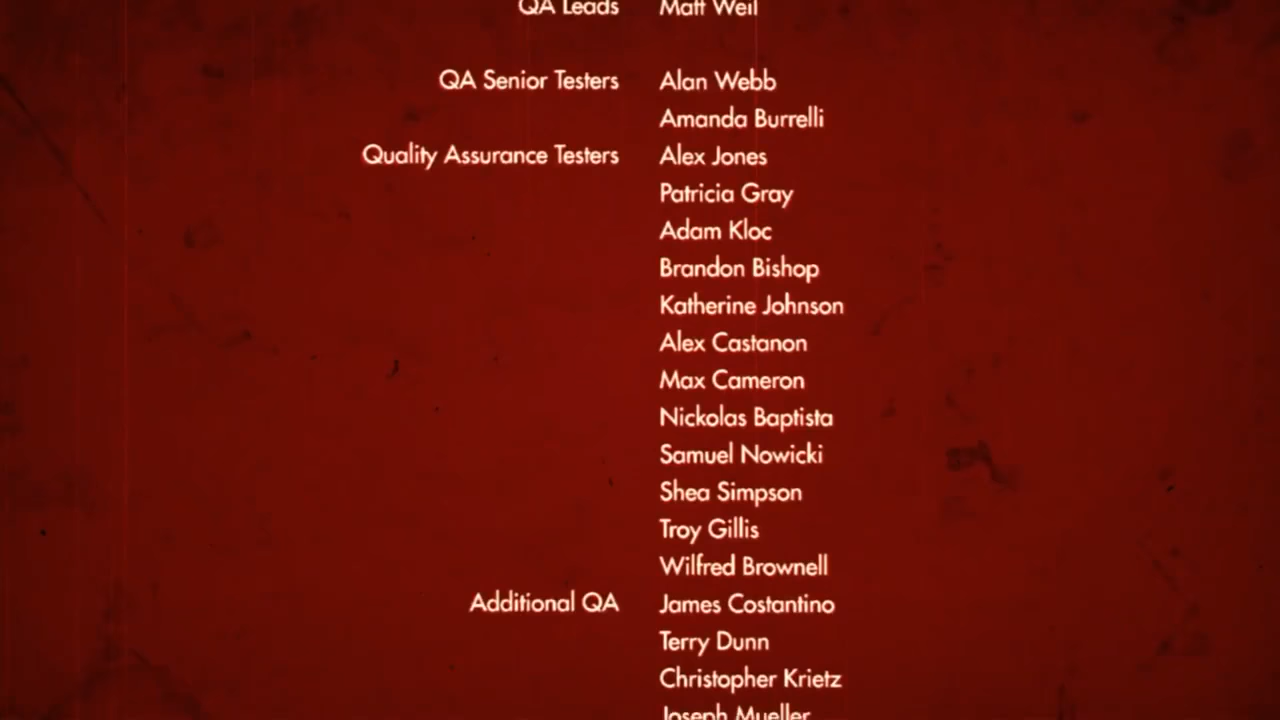 QA Leads Matt Weil
QA Senior Testers Alan Webb
Amanda Burrelli
Quality Assurance Testers Alex Jones
Patricia Gray
Adam Kloc
Brandon Bishop
Katherine Johnson
Alex Castanon
Max Cameron
Nickolas Baptista
Samuel Nowicki
Shea Simpson
Troy Gillis
Wilfred Brownell
Additional QA James Costantino
Terry Dunn
Christopher Krietz
Joseph Mueller